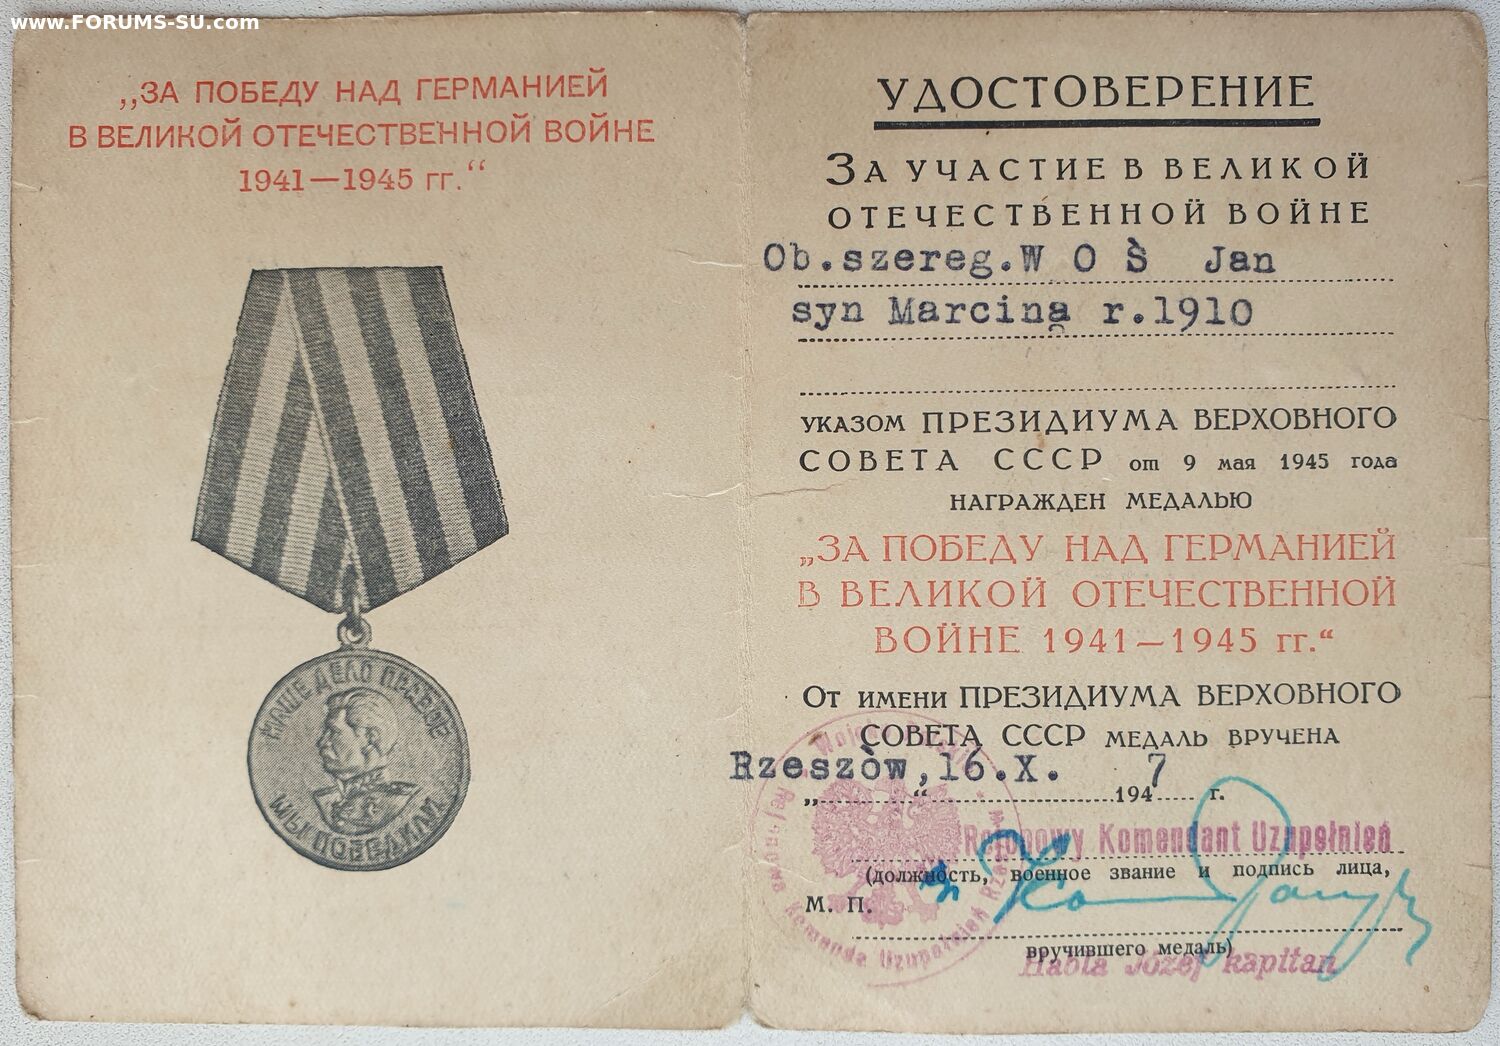 www.FORUMS-SU.com
„ЗА ПОБЕДУ НАД ГЕРМАНИЕЙ
В ВЕЛИКОЙ ОТЕЧЕСТВЕННОЙ ВОЙНЕ
1941—1945 гг.“
НАШЕ ДЕЛО ПРАВОЕ
МЫ ПОБЕДИЛИ
УДОСТОВЕРЕНИЕ
ЗА УЧАСТИЕ В ВЕЛИКОЙ
ОТЕЧЕСТВЕННОЙ ВОЙНЕ
Ob.szereg.W O Ś Jan
syn Marcina r.1910
УКАЗОМ ПРЕЗИДИУМА ВЕРХОВНОГО
СОВЕТА СССР от 9 мая 1945 года
НАГРАЖДЕН МЕДАЛЬЮ
„ЗА ПОБЕДУ НАД ГЕРМАНИЕЙ
В ВЕЛИКОЙ ОТЕЧЕСТВЕННОЙ
ВОЙНЕ 1941—1945 гг.“
От имени ПРЕЗИДИУМА ВЕРХОВНОГО
СОВЕТА СССР МЕДАЛЬ ВРУЧЕНА
Rzeszów,16.X. 7
„ “ 194 г.
Rejonowy Komendant Uzupełnień
(должность, военное звание и подпись лица,
М. П.
вручившего медаль)
Józef kapitan
Rejonowa Komenda Uzupełnień